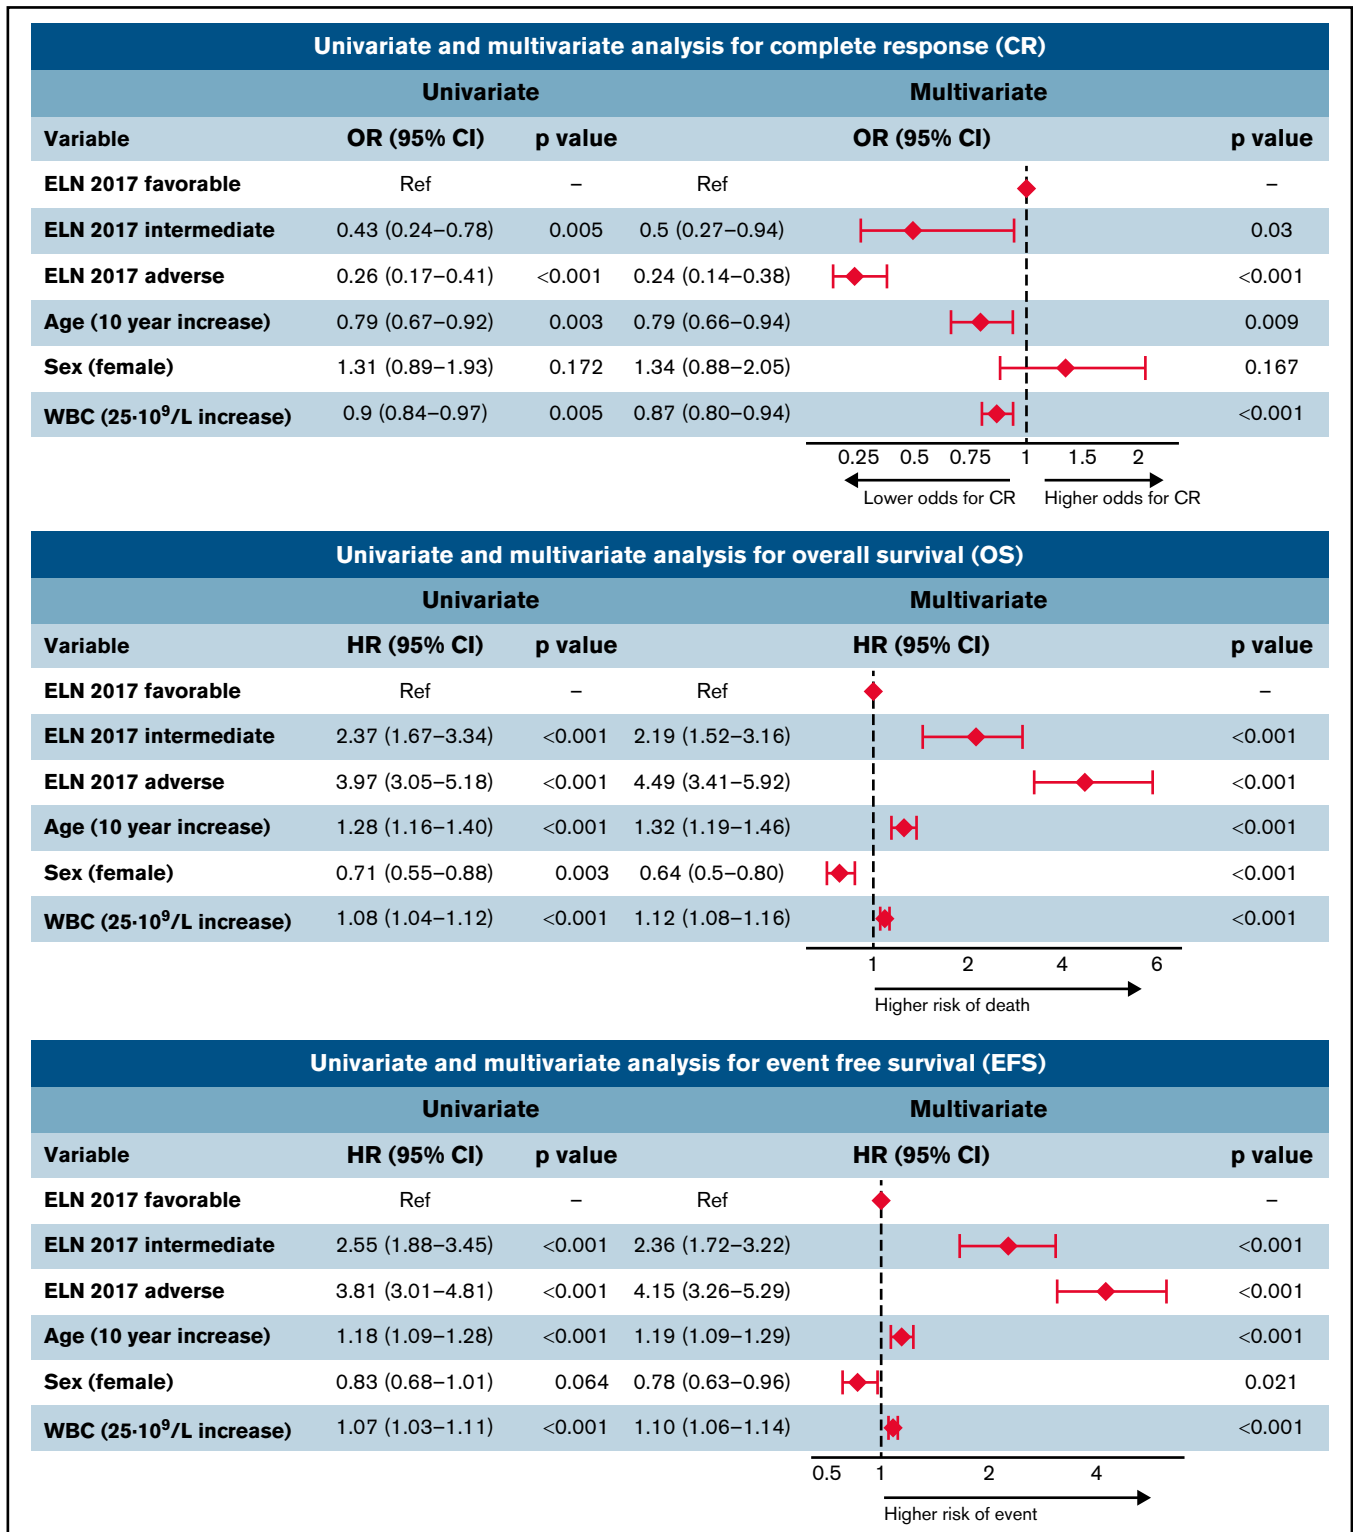 Univariate and multivariate analysis for complete response (CR)
Univariate Multivariate
Variable OR (95% CI) p value OR (95% CI) p value
ELN 2017 favorable Ref – Ref –
ELN 2017 intermediate 0.43 (0.24–0.78) 0.005 0.5 (0.27–0.94) 0.03
ELN 2017 adverse 0.26 (0.17–0.41) <0.001 0.24 (0.14–0.38) <0.001
Age (10 year increase) 0.79 (0.67–0.92) 0.003 0.79 (0.66–0.94) 0.009
Sex (female) 1.31 (0.89–1.93) 0.172 1.34 (0.88–2.05) 0.167
WBC (25·10⁹/L increase) 0.9 (0.84–0.97) 0.005 0.87 (0.80–0.94) <0.001
0.25 0.5 0.75 1 1.5 2
Lower odds for CR Higher odds for CR
Univariate and multivariate analysis for overall survival (OS)
Univariate Multivariate
Variable HR (95% CI) p value HR (95% CI) p value
ELN 2017 favorable Ref – Ref –
ELN 2017 intermediate 2.37 (1.67–3.34) <0.001 2.19 (1.52–3.16) <0.001
ELN 2017 adverse 3.97 (3.05–5.18) <0.001 4.49 (3.41–5.92) <0.001
Age (10 year increase) 1.28 (1.16–1.40) <0.001 1.32 (1.19–1.46) <0.001
Sex (female) 0.71 (0.55–0.88) 0.003 0.64 (0.5–0.80) <0.001
WBC (25·10⁹/L increase) 1.08 (1.04–1.12) <0.001 1.12 (1.08–1.16) <0.001
1 2 4 6
Higher risk of death
Univariate and multivariate analysis for event free survival (EFS)
Univariate Multivariate
Variable HR (95% CI) p value HR (95% CI) p value
ELN 2017 favorable Ref – Ref –
ELN 2017 intermediate 2.55 (1.88–3.45) <0.001 2.36 (1.72–3.22) <0.001
ELN 2017 adverse 3.81 (3.01–4.81) <0.001 4.15 (3.26–5.29) <0.001
Age (10 year increase) 1.18 (1.09–1.28) <0.001 1.19 (1.09–1.29) <0.001
Sex (female) 0.83 (0.68–1.01) 0.064 0.78 (0.63–0.96) 0.021
WBC (25·10⁹/L increase) 1.07 (1.03–1.11) <0.001 1.10 (1.06–1.14) <0.001
0.5 1 2 4
Higher risk of event